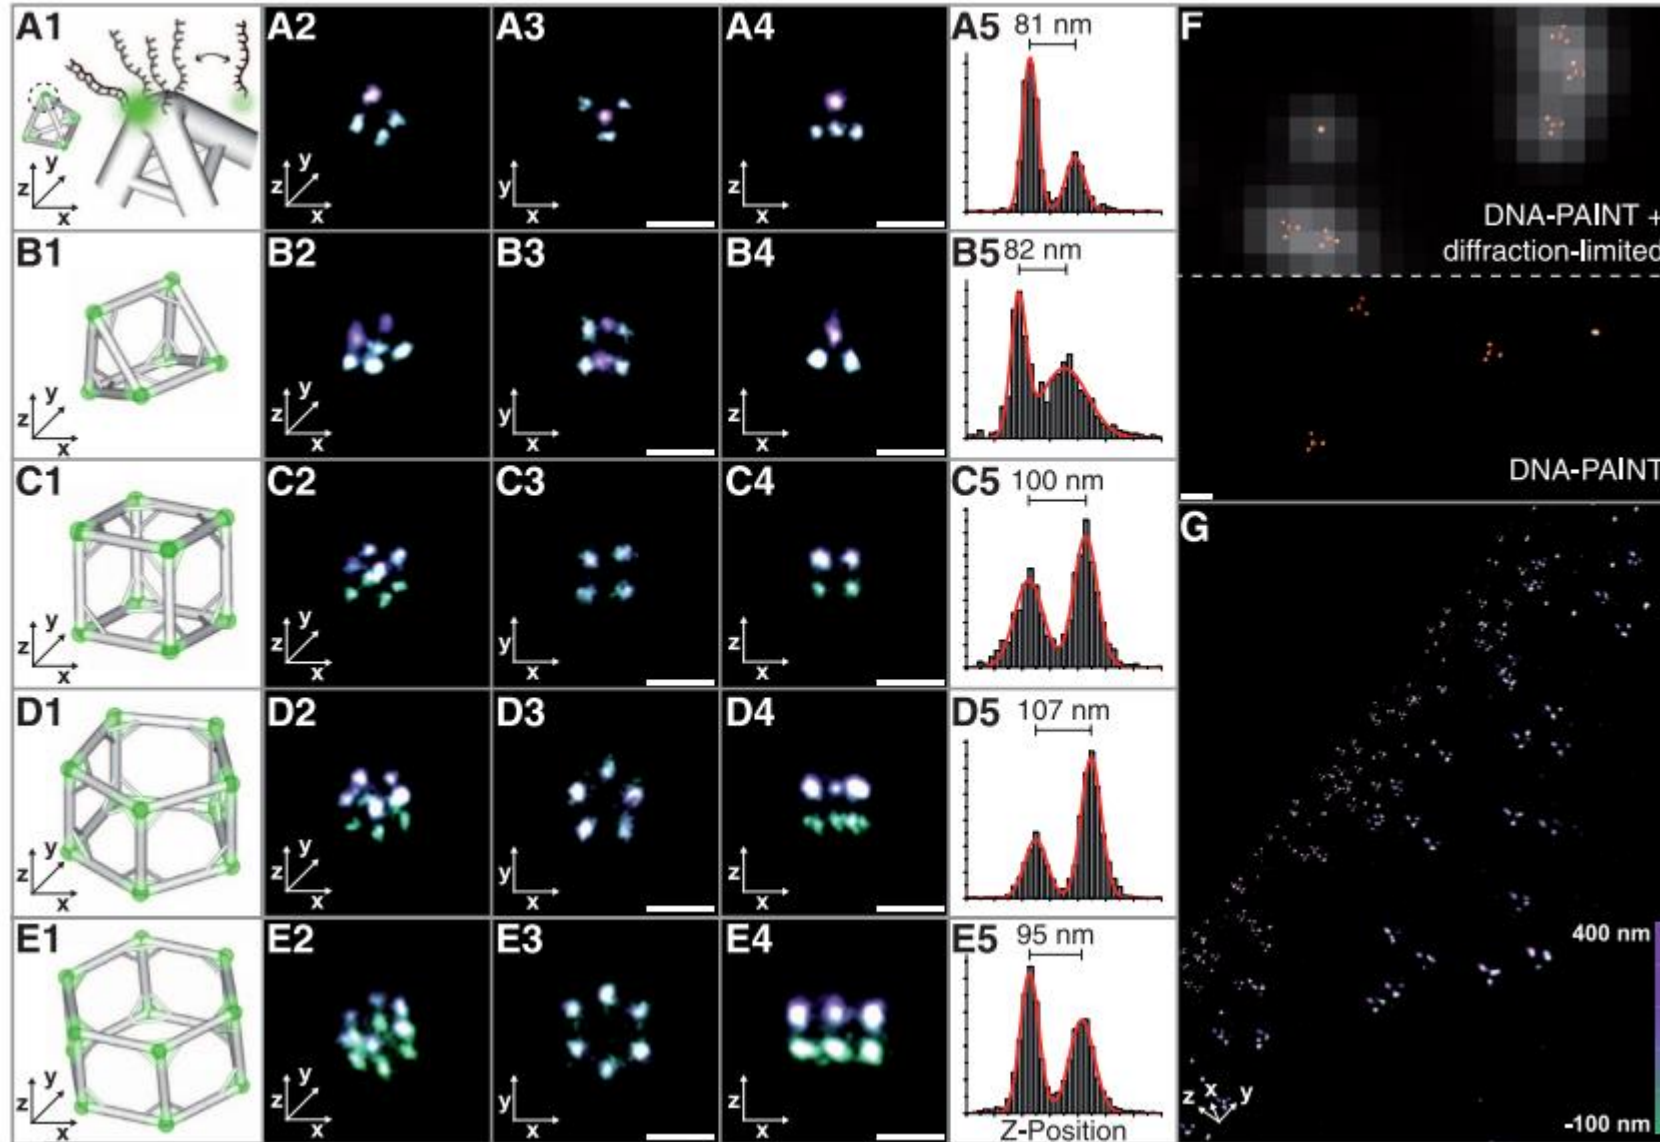 A1
z
y
x
A2
z
y
x
A3
y
x
A4
z
x
A5
81 nm
F
DNA-PAINT +
diffraction-limited
DNA-PAINT
B1
z
y
x
B2
z
y
x
B3
y
x
B4
z
x
B5
82 nm
C1
z
y
x
C2
z
y
x
C3
y
x
C4
z
x
C5
100 nm
G
400 nm
-100 nm
z
x
y
D1
z
y
x
D2
z
y
x
D3
y
x
D4
z
x
D5
107 nm
E1
z
y
x
E2
z
y
x
E3
y
x
E4
z
x
E5
95 nm
Z-Position